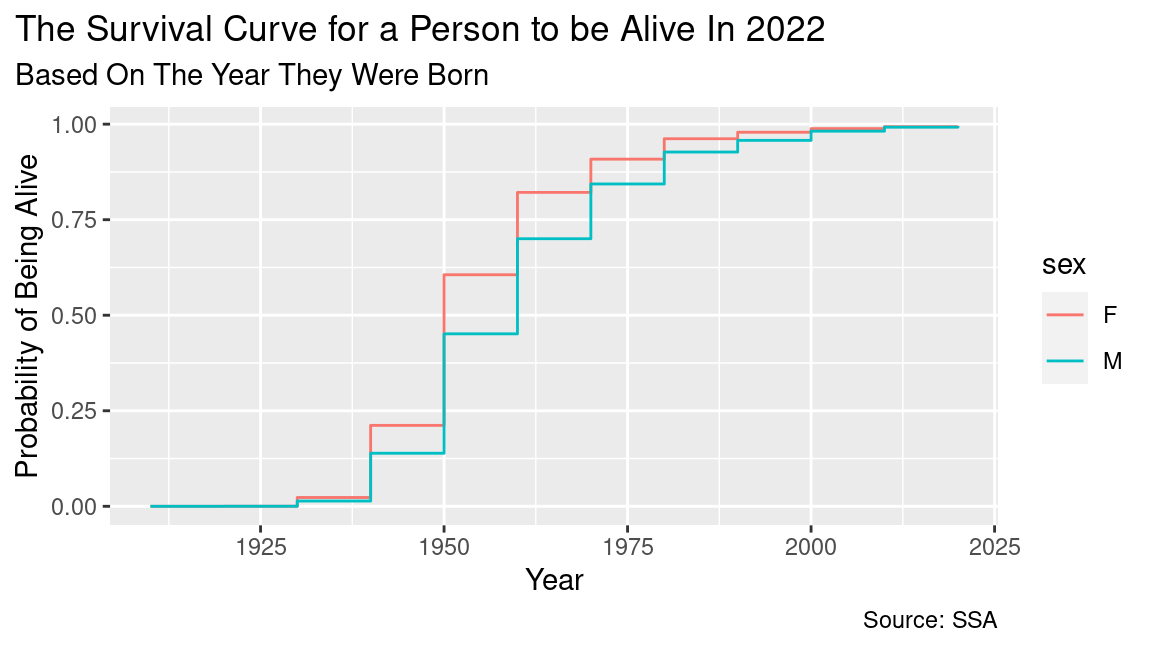 The Survival Curve for a Person to be Alive In 2022
Based On The Year They Were Born
Probability of Being Alive
1.00
0.75
0.50
0.25
0.00
1925 1950 1975 2000 2025
Year
sex
F
M
Source: SSA